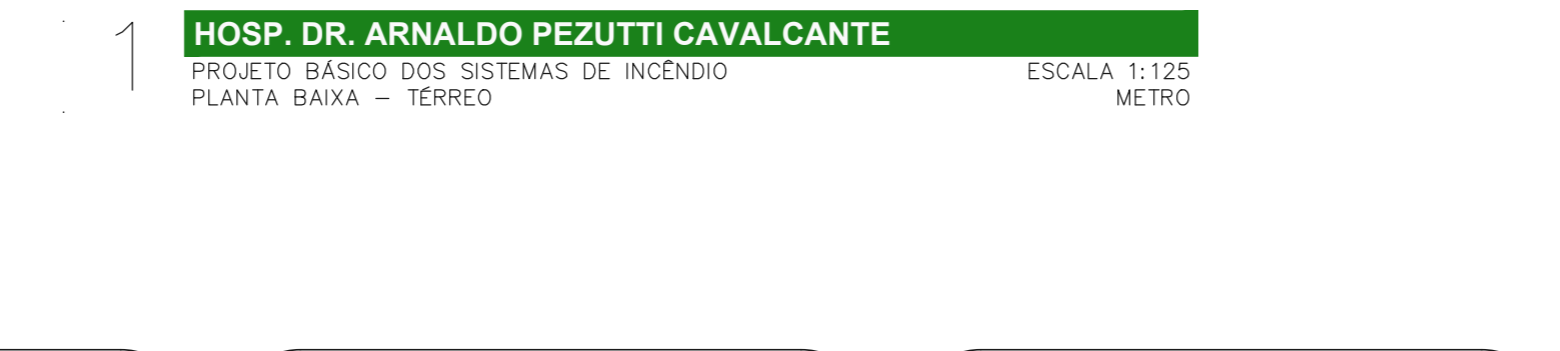 1
HOSP. DR. ARNALDO PEZUTTI CAVALCANTE
PROJETO BÁSICO DOS SISTEMAS DE INCÊNDIO ESCALA 1:125
PLANTA BAIXA – TÉRREO METRO